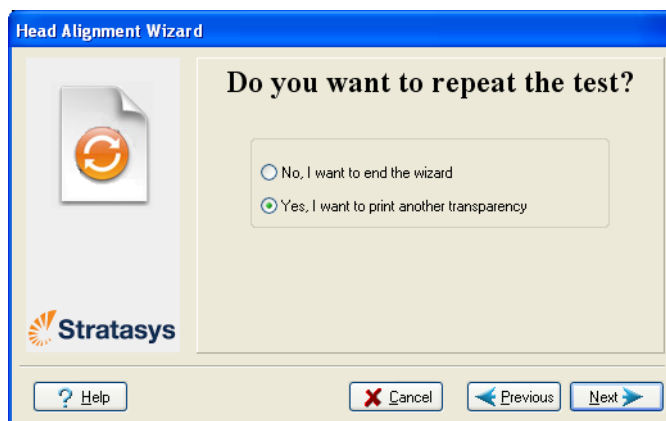 Head Alignment Wizard
Do you want to repeat the test?
No, I want to end the wizard
Yes, I want to print another transparency
Stratasys
? Help
Cancel
Previous
Next